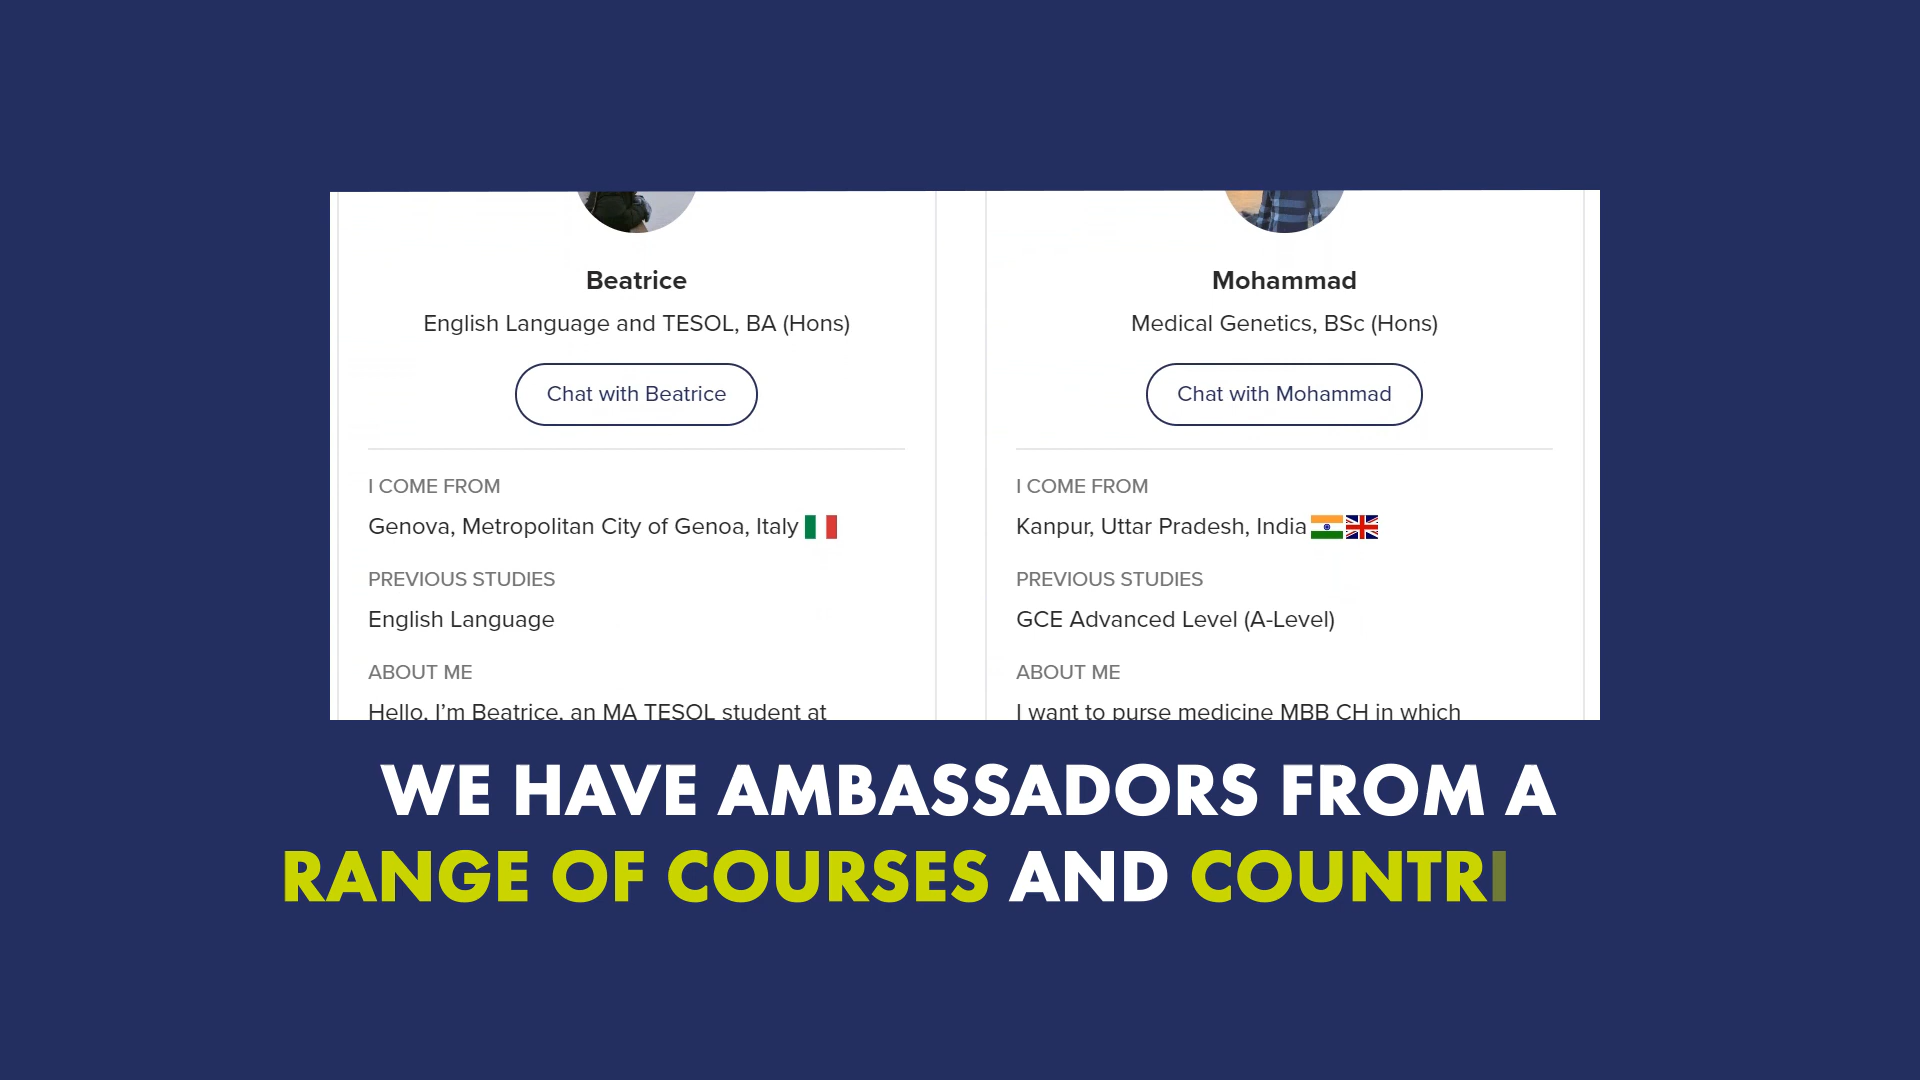 Beatrice
English Language and TESOL, BA (Hons)
Chat with Beatrice
I COME FROM
Genova, Metropolitan City of Genoa, Italy
PREVIOUS STUDIES
English Language
ABOUT ME
Hello, I'm Beatrice, an MA TESOL student at
Mohammad
Medical Genetics, BSc (Hons)
Chat with Mohammad
I COME FROM
Kanpur, Uttar Pradesh, India
PREVIOUS STUDIES
GCE Advanced Level (A-Level)
ABOUT ME
I want to purse medicine MBB CH in which
WE HAVE AMBASSADORS FROM A
RANGE OF COURSES AND COUNTRI